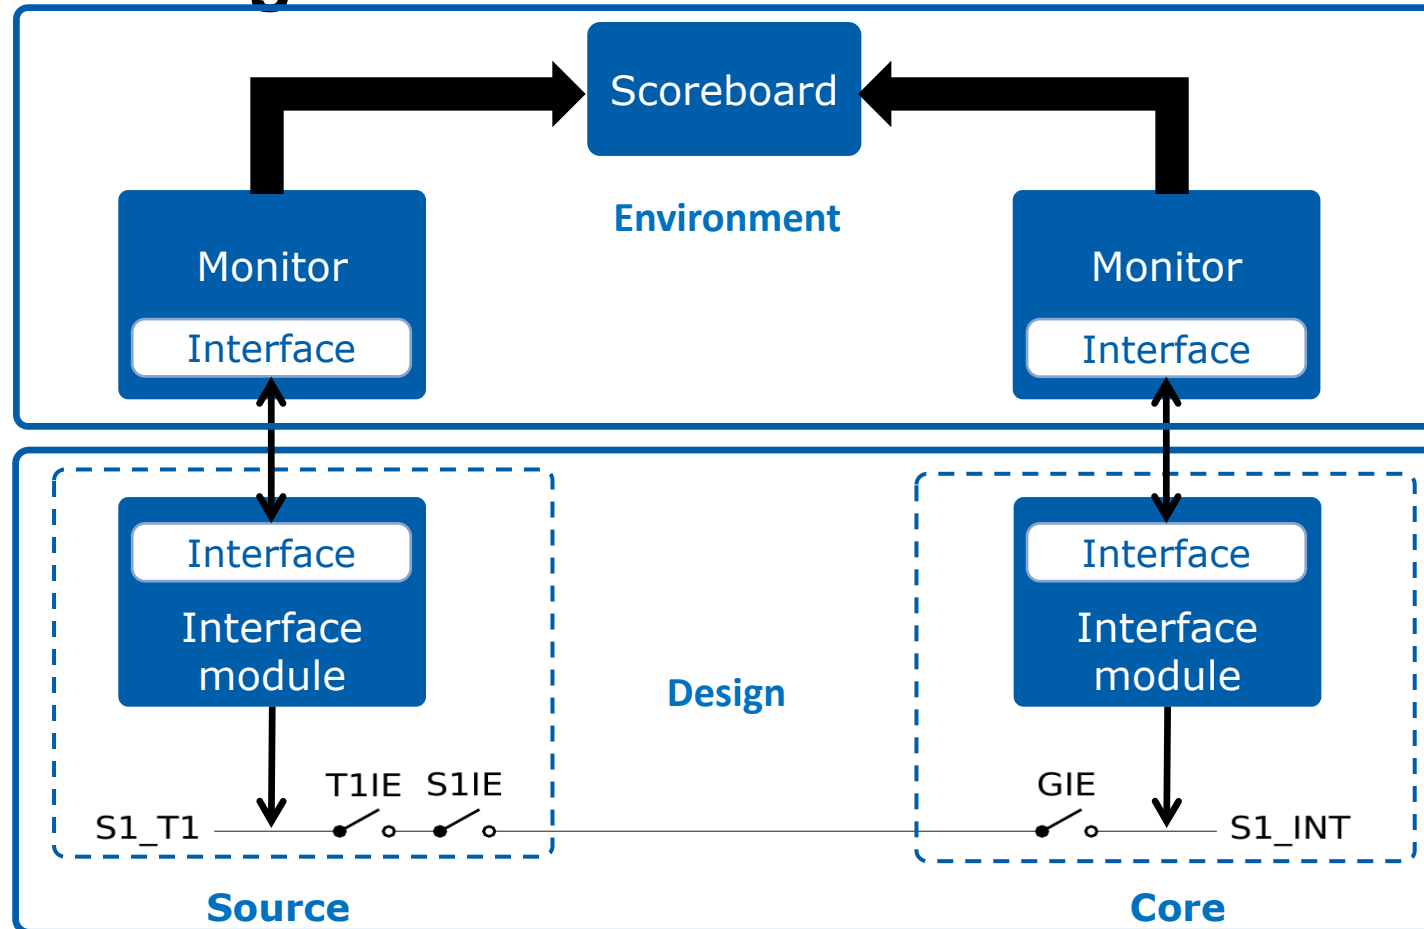 Scoreboard
Environment
Monitor
Monitor
Interface
Interface
Interface
Interface
Interface
module
Interface
module
Design
T1IE
S1IE
GIE
S1_T1
S1_INT
Source
Core